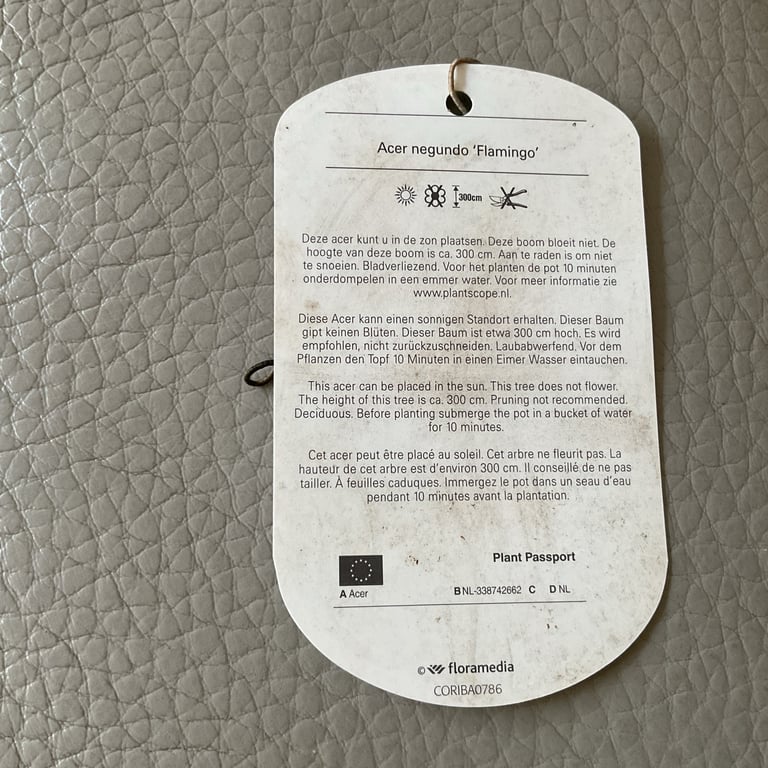 Acer negundo ‘Flamingo’
300cm
Deze acer kunt u in de zon plaatsen. Deze boom bloeit niet. De
hoogte van deze boom is ca. 300 cm. Aan te raden is om niet
te snoeien. Bladverliezend. Voor het planten de pot 10 minuten
onderdompelen in een emmer water. Voor meer informatie zie
www.plantscope.nl.
Diese Acer kann einen sonnigen Standort erhalten. Dieser Baum
gipt keinen Blüten. Dieser Baum ist etwa 300 cm hoch. Es wird
empfohlen, nicht zurückzuschneiden. Laubabwerfend. Vor dem
Pflanzen den Topf 10 Minuten in einen Eimer Wasser eintauchen.
This acer can be placed in the sun. This tree does not flower.
The height of this tree is ca. 300 cm. Pruning not recommended.
Deciduous. Before planting submerge the pot in a bucket of water
for 10 minutes.
Cet acer peut être placé au soleil. Cet arbre ne fleurit pas. La
hauteur de cet arbre est d’environ 300 cm. Il conseillé de ne pas
tailler. À feuilles caduques. Immergez le pot dans un seau d’eau
pendant 10 minutes avant la plantation.
Plant Passport
A Acer B NL-338742662 C D NL
© floramedia
CORIBA0786